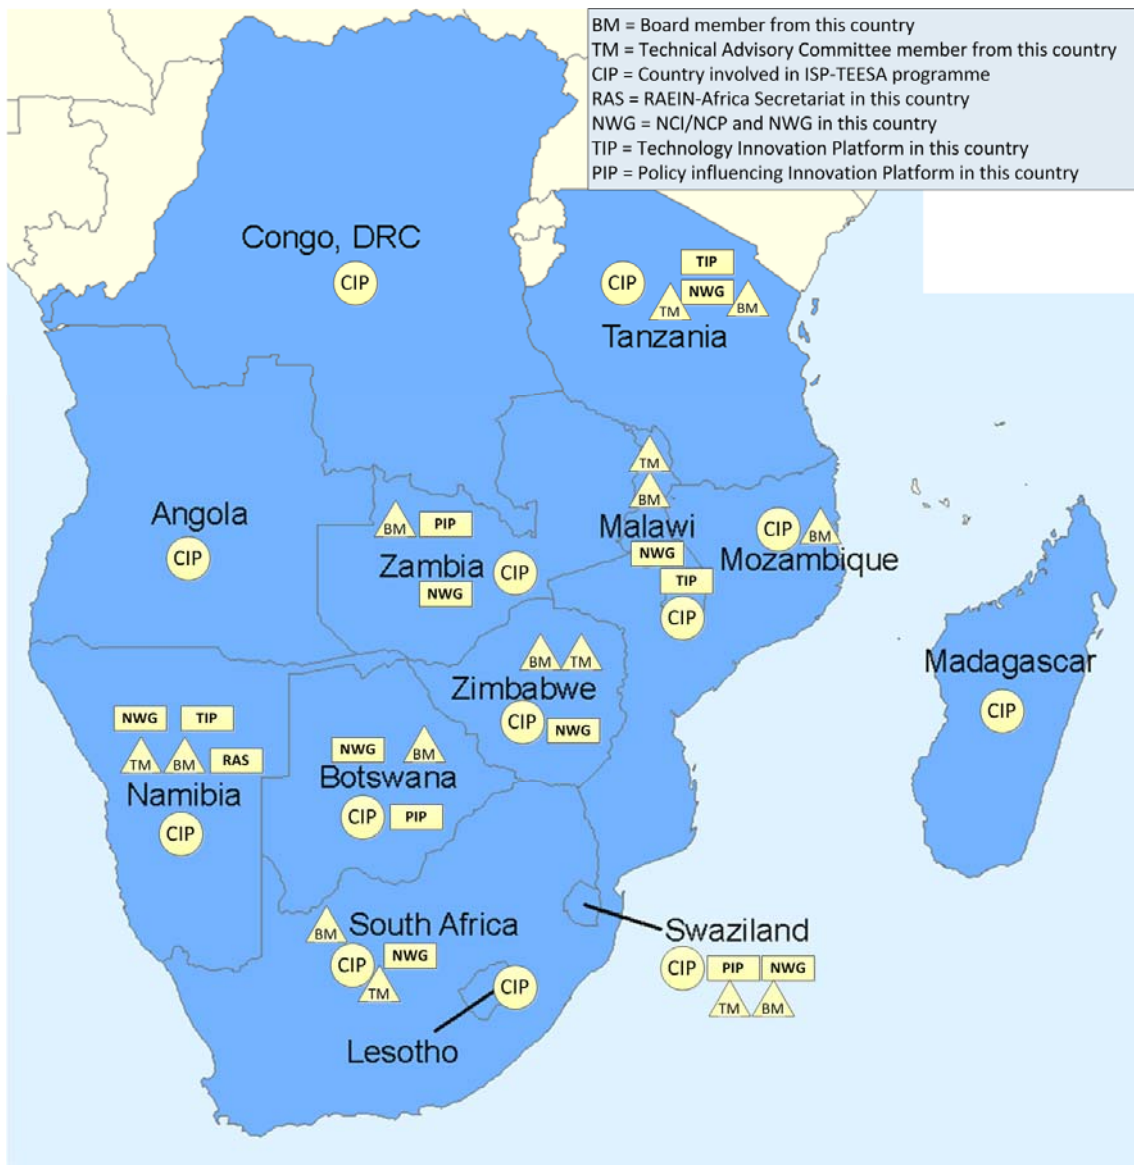 BM = Board member from this country
TM = Technical Advisory Committee member from this country
CIP = Country involved in ISP-TEESA programme
RAS = RAEIN-Africa Secretariat in this country
NWG = NCI/NCP and NWG in this country
TIP = Technology Innovation Platform in this country
PIP = Policy influencing Innovation Platform in this country
Congo, DRC
CIP
TIP
CIP
NWG
TM
BM
Tanzania
TM
BM
Malawi
NWG
TIP
CIP
CIP
BM
Mozambique
Angola
CIP
BM
PIP
Zambia
CIP
NWG
BM
TM
Zimbabwe
CIP
NWG
Madagascar
CIP
NWG
TIP
TM
BM
RAS
Namibia
CIP
NWG
BM
Botswana
CIP
PIP
BM
South Africa
CIP
NWG
TM
CIP
Lesotho
Swaziland
CIP
PIP
NWG
TM
BM